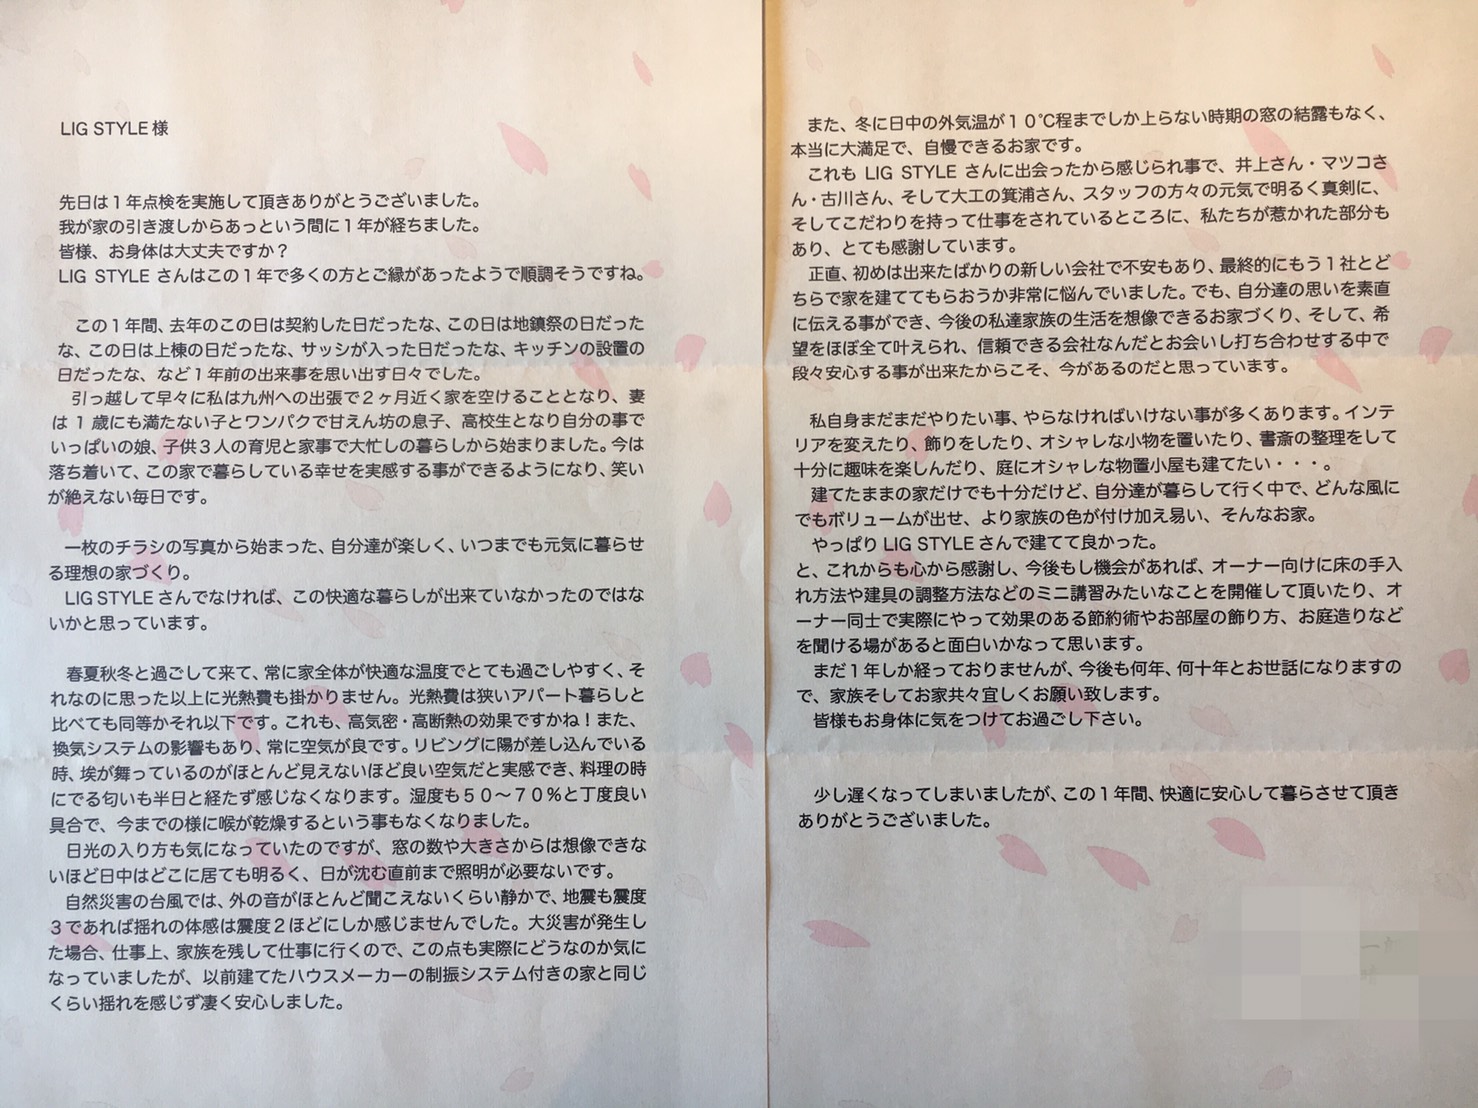 LIG STYLE様
先日は１年点検を実施して頂きありがとうございました。
我が家の引き渡しからあっという間に１年が経ちました。
皆様、お身体は大丈夫ですか？
LIG STYLE さんはこの１年で多くの方とご縁があったようで順調そうですね。
この１年間、去年のこの日は契約した日だったな、この日は地鎮祭の日だった
な、この日は上棟の日だったな、サッシが入った日だったな、キッチンの設置の
日だったな、など１年前の出来事を思い出す日々でした。
引っ越して早々に私は九州への出張で２ヶ月近く家を空けることとなり、妻
は１歳にも満たない子とワンパクで甘えん坊の息子、高校生となり自分の事で
いっぱいの娘、子供３人の育児と家事で大忙しの暮らしから始まりました。今は
落ち着いて、この家で暮らしている幸せを実感する事ができるようになり、笑い
が絶えない毎日です。
一枚のチラシの写真から始まった、自分達が楽しく、いつまでも元気に暮らせ
る理想の家づくり。
LIG STYLEさんでなければ、この快適な暮らしが出来ていなかったのではな
いかと思っています。
春夏秋冬と過ごして来て、常に家全体が快適な温度でとても過ごしやすく、そ
れなのに思った以上に光熱費も掛かりません。光熱費は狭いアパート暮らしと
比べても同等かそれ以下です。これも、高気密・高断熱の効果ですかね！また、
換気システムの影響もあり、常に空気が良です。リビングに陽が差し込んでいる
時、埃が舞っているのがほとんど見えないほど良い空気だと実感でき、料理の時
にでる匂いも半日と経たず感じなくなります。湿度も５０～７０％と丁度良い
具合で、今までの様に喉が乾燥するという事もなくなりました。
日光の入り方も気になっていたのですが、窓の数や大きさからは想像できな
いほど日中はどこに居ても明るく、日が沈む直前まで照明が必要ないです。
自然災害の台風では、外の音がほとんど聞こえないくらい静かで、地震も震度
３であれば揺れの体感は震度２ほどにしか感じませんでした。大災害が発生し
た場合、仕事上、家族を残して仕事に行くので、この点も実際にどうなのか気に
なっていましたが、以前建てたハウスメーカーの制振システム付きの家と同じ
くらい揺れを感じず凄く安心しました。
また、冬に日中の外気温が１０℃程までしか上らない時期の窓の結露もなく、
本当に大満足で、自慢できるお家です。
これも LIG STYLE さんに出会ったから感じられ事で、井上さん・マツコさ
ん・古川さん、そして大工の箕浦さん、スタッフの方々の元気で明るく真剣に、
そしてこだわりを持って仕事をされているところに、私たちが惹かれた部分も
あり、とても感謝しています。
正直、初めは出来たばかりの新しい会社で不安もあり、最終的にもう１社とど
ちらで家を建ててもらおうか非常に悩んでいました。でも、自分達の思いを素直
に伝える事ができ、今後の私達家族の生活を想像できるお家づくり、そして、希
望をほぼ全て叶えられ、信頼できる会社なんだとお会いし打ち合わせする中で
段々安心する事が出来たからこそ、今があるのだと思っています。
私自身まだまだやりたい事、やらなければいけない事が多くあります。インテ
リアを変えたり、飾りをしたり、オシャレな小物を置いたり、書斎の整理をして
十分に趣味を楽しんだり、庭にオシャレな物置小屋も建てたい・・・。
建てたままの家だけでも十分だけど、自分達が暮らして行く中で、どんな風に
でもボリュームが出せ、より家族の色が付け加え易い、そんなお家。
やっぱり LIG STYLEさんで建てて良かった。
と、これからも心から感謝し、今後もし機会があれば、オーナー向けに床の手入
れ方法や建具の調整方法などのミニ講習みたいなことを開催して頂いたり、オ
ーナー同士で実際にやって効果のある節約術やお部屋の飾り方、お庭造りなど
を聞ける場があると面白いかなって思います。
まだ１年しか経っておりませんが、今後も何年、何十年とお世話になりますの
で、家族そしてお家共々宜しくお願い致します。
皆様もお身体に気をつけてお過ごし下さい。
少し遅くなってしまいましたが、この１年間、快適に安心して暮らさせて頂き
ありがとうございました。